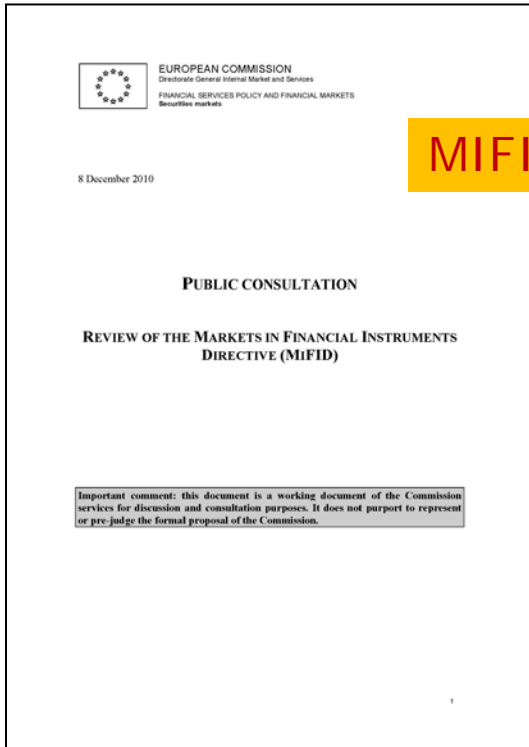 EUROPEAN COMMISSION
Directorate General Internal Market and Services
FINANCIAL SERVICES POLICY AND FINANCIAL MARKETS
Securities markets
MIFI
8 December 2010
PUBLIC CONSULTATION
REVIEW OF THE MARKETS IN FINANCIAL INSTRUMENTS
DIRECTIVE (MIFID)
Important comment: this document is a working document of the Commission
services for discussion and consultation purposes. It does not purport to represent
or pre-judge the formal proposal of the Commission.
1